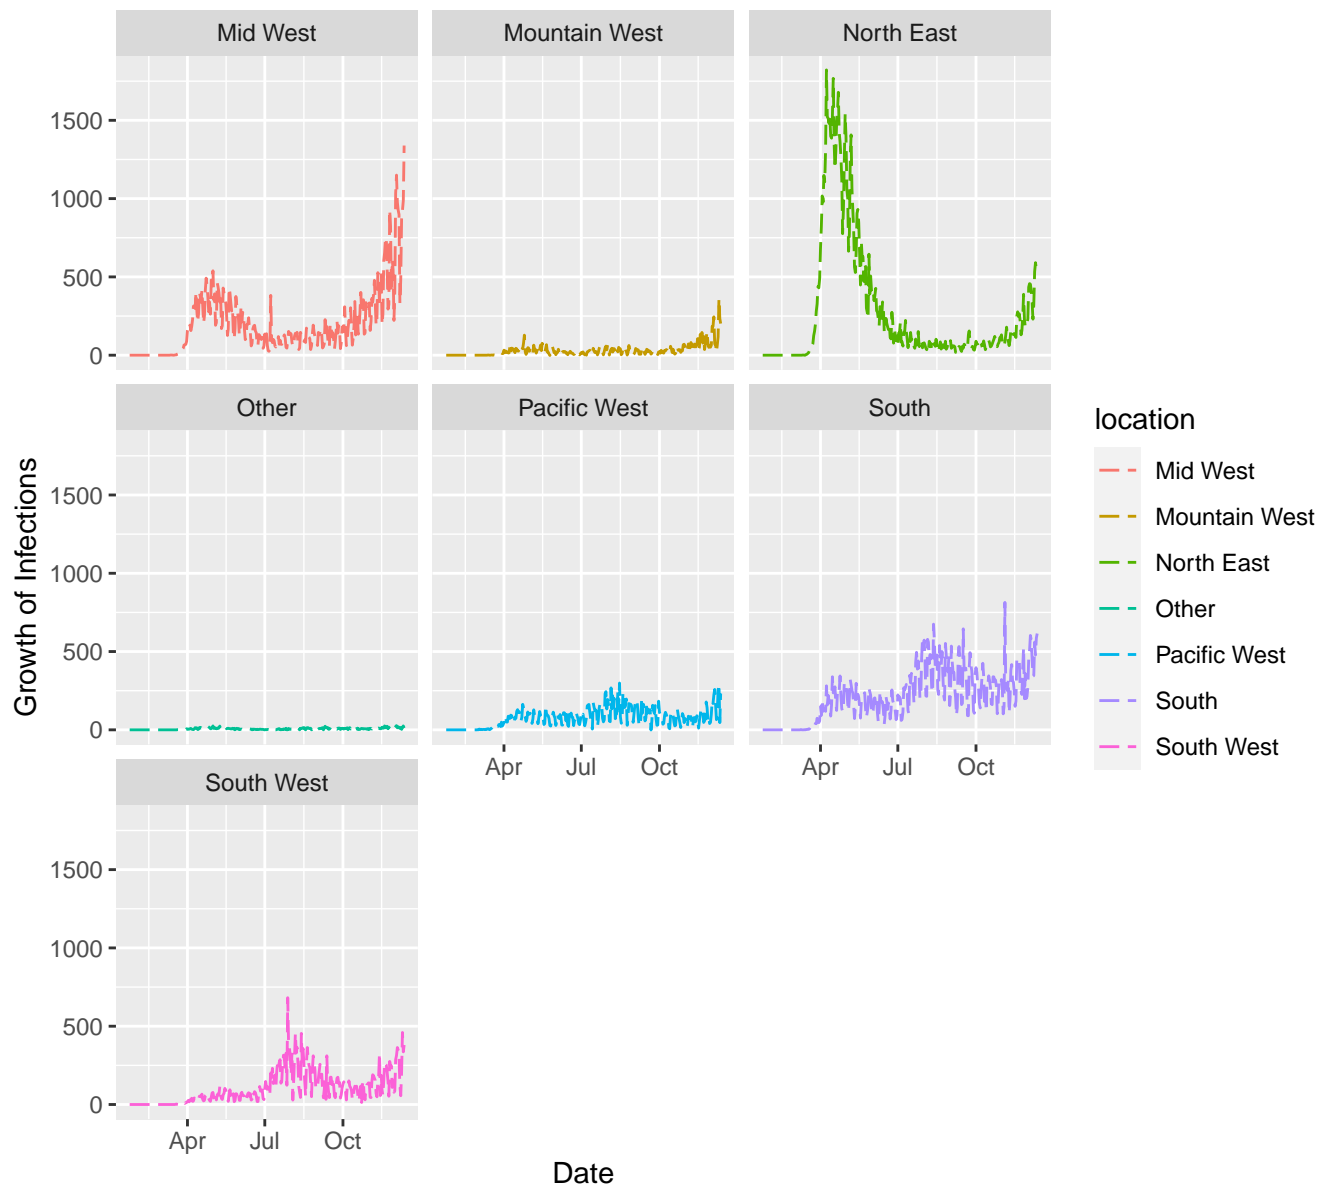 Mid West
Mountain West
North East
1500
1000
500
0
Other
Pacific West
South
1500
1000
500
0
Apr
Jul
Oct
Apr
Jul
Oct
South West
1500
1000
500
0
Apr
Jul
Oct
Date
Growth of Infections
location
Mid West
Mountain West
North East
Other
Pacific West
South
South West